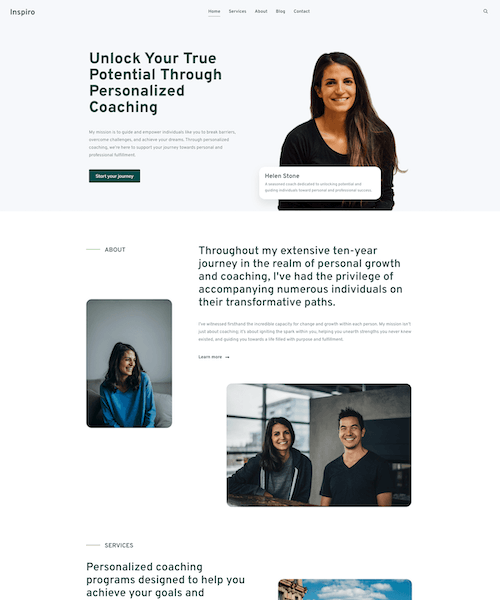 Inspiro
Home Services About Blog Contact
Unlock Your True
Potential Through
Personalized
Coaching
My mission is to guide and empower individuals like you to break barriers,
overcome challenges, and achieve your dreams. Through personalized
coaching, we're here to support your journey towards personal and
professional fulfillment.
Start your journey
Helen Stone
A seasoned coach dedicated to unlocking potential and
guiding individuals toward personal and professional success.
ABOUT
Throughout my extensive ten-year
journey in the realm of personal growth
and coaching, I've had the privilege of
accompanying numerous individuals on
their transformative paths.
I've witnessed firsthand the incredible capacity for change and growth within each person. My mission isn't
just about coaching; it's about igniting the spark within you, helping you unearth strengths you never knew
existed, and guiding you towards a life filled with purpose and fulfillment.
Learn more →
SERVICES
Personalized coaching
programs designed to help you
achieve your goals and